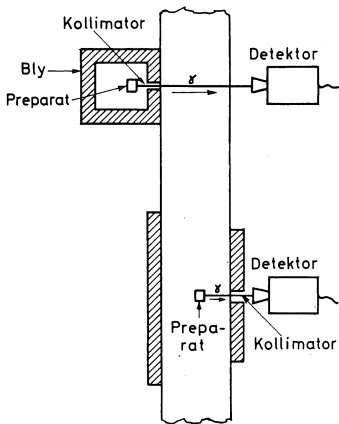 Kollimator
Bly
Preparat
γ
Detektor
Detektor
γ
Prepa-
rat
Kollimator